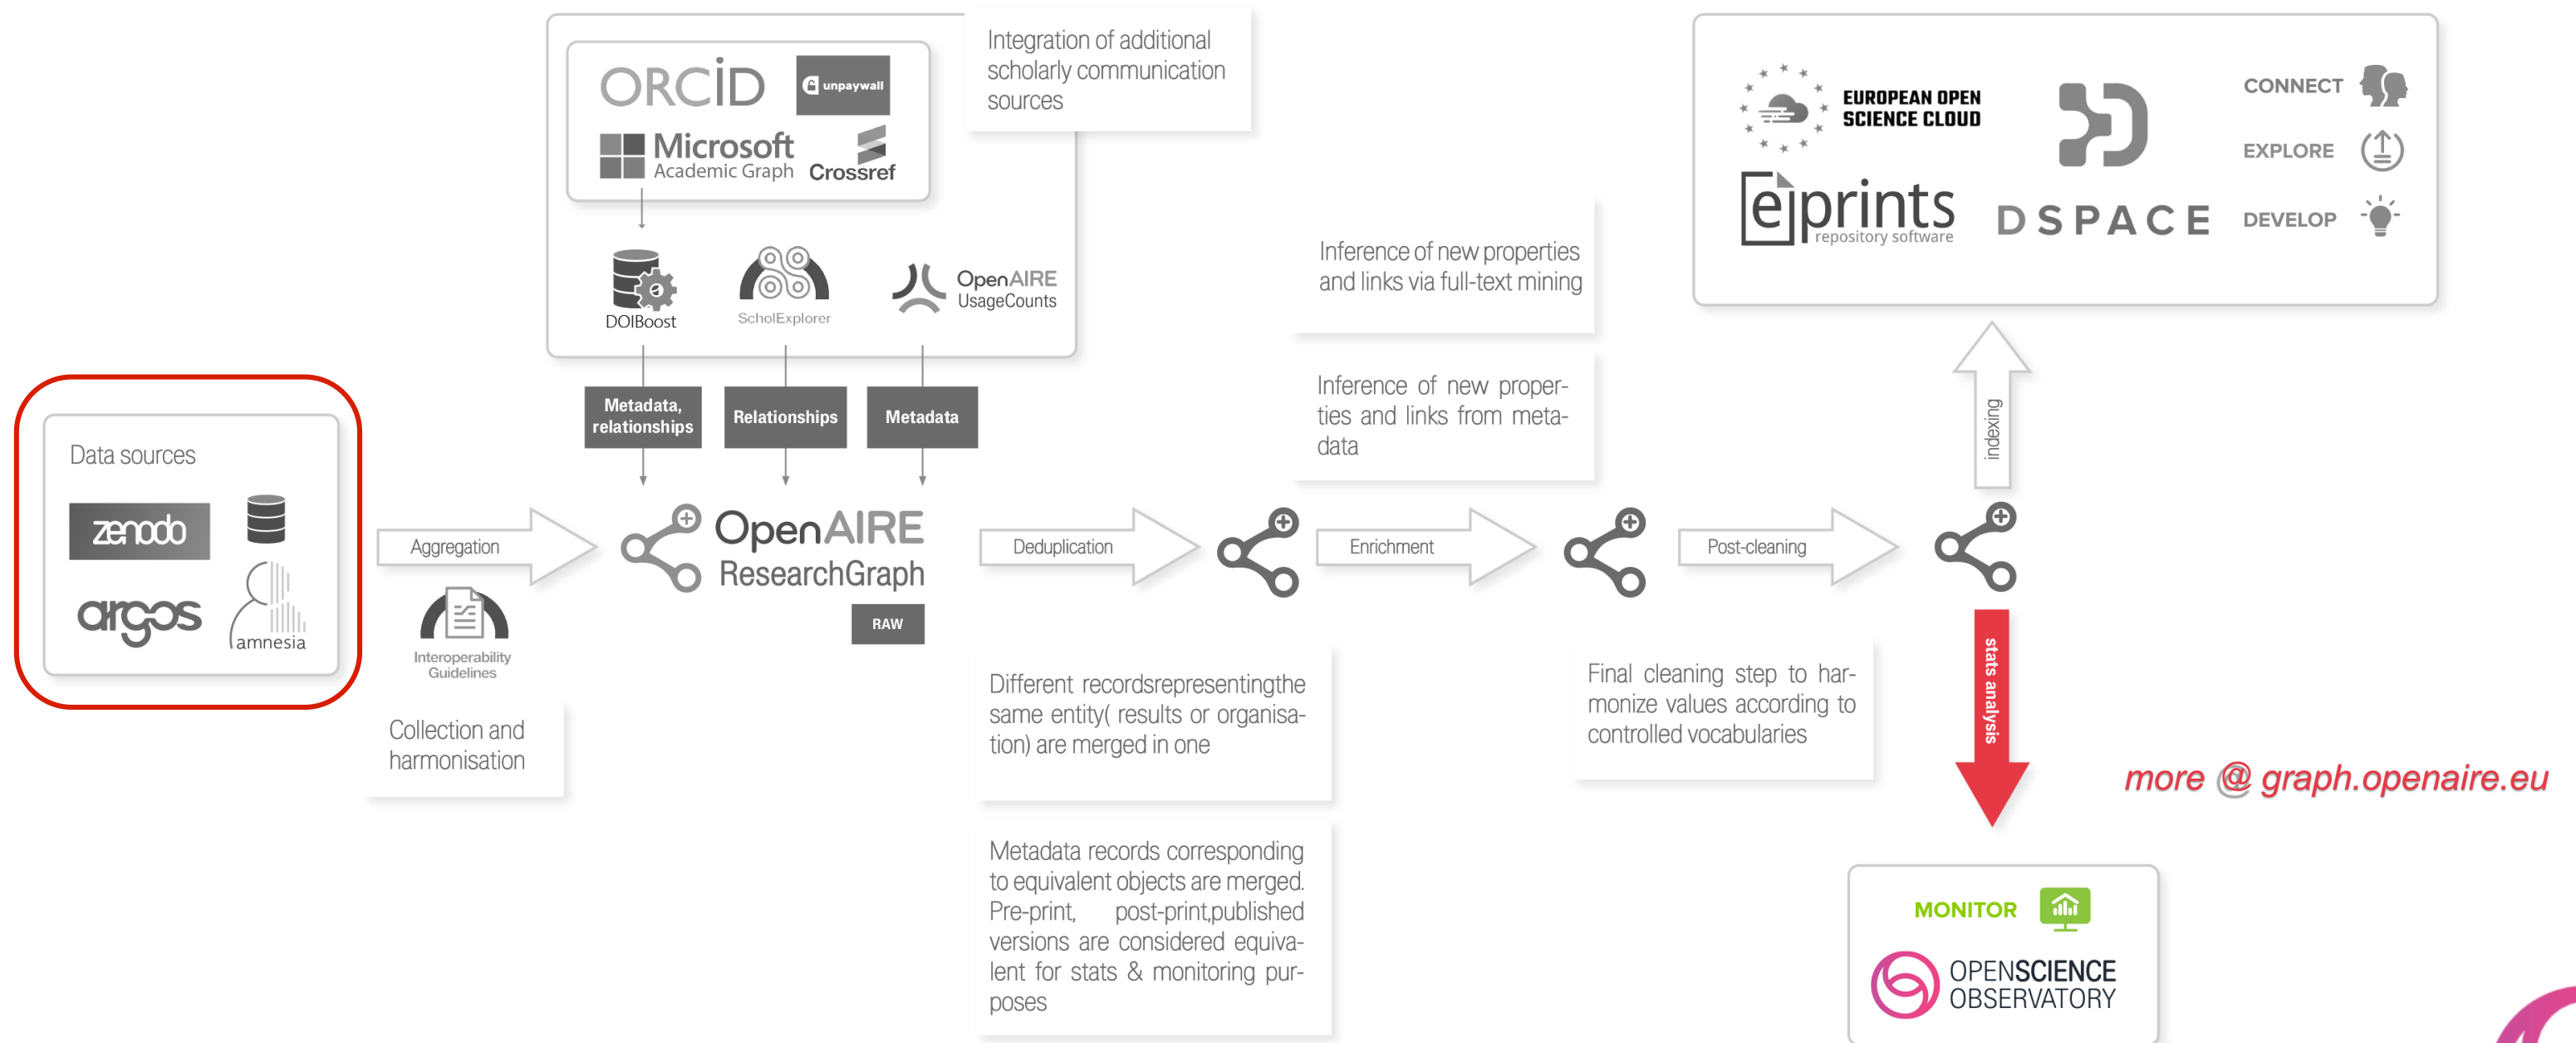 Data sources
zenodo
argos
amnesia
Aggregation
Interoperability
Guidelines
Collection and
harmonisation
ORCiD
unpaywall
Microsoft
Academic Graph
Crossref
Integration of additional
scholarly communication
sources
DOIBoost
ScholExplorer
OpenAIRE
UsageCounts
Metadata,
relationships
Relationships
Metadata
OpenAIRE
ResearchGraph
RAW
Deduplication
Different recordsrepresentingthe
same entity( results or organisa-
tion) are merged in one
Metadata records corresponding
to equivalent objects are merged.
Pre-print, post-print,published
versions are considered equiva-
lent for stats & monitoring pur-
poses
Inference of new properties
and links via full-text mining
Inference of new proper-
ties and links from meta-
data
Enrichment
Post-cleaning
Final cleaning step to har-
monize values according to
controlled vocabularies
indexing
EUROPEAN OPEN
SCIENCE CLOUD
eprints
repository software
DSPACE
CONNECT
EXPLORE
DEVELOP
stats analysis
more @ graph.openaire.eu
MONITOR
OPENSCIENCE
OBSERVATORY